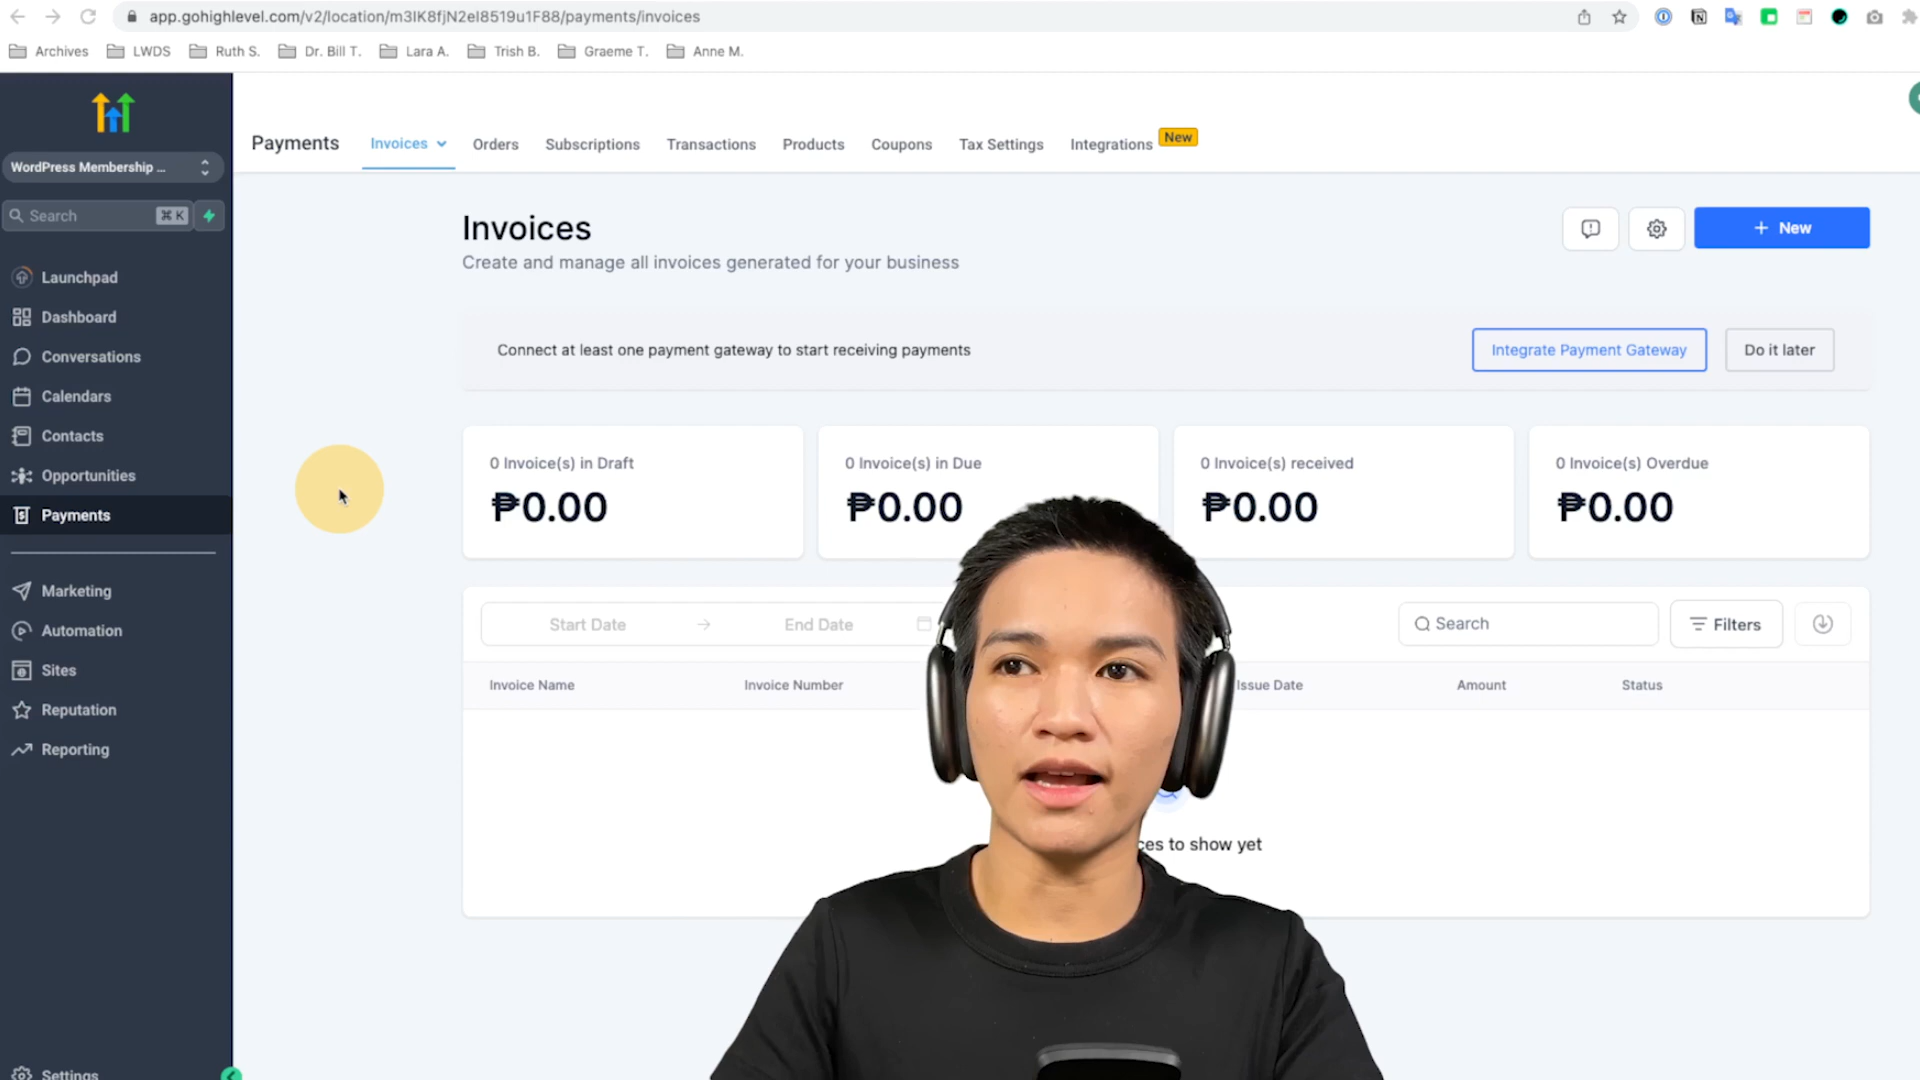 app.gohighlevel.com/v2/location/m3IK8fjN2eI8519u1F88/payments/invoices
Archives LWDS Ruth S. Dr. Bill T. Lara A. Trish B. Graeme T. Anne M.
WordPress Membership ...
Search ⌘ K
Launchpad
Dashboard
Conversations
Calendars
Contacts
Opportunities
Payments
Marketing
Automation
Sites
Reputation
Reporting
Settings
Payments Invoices Orders Subscriptions Transactions Products Coupons Tax Settings Integrations New
Invoices
Create and manage all invoices generated for your business
+ New
Connect at least one payment gateway to start receiving payments
Integrate Payment Gateway Do it later
0 Invoice(s) in Draft
₱0.00
0 Invoice(s) in Due
₱0.00
0 Invoice(s) received
₱0.00
0 Invoice(s) Overdue
₱0.00
Start Date → End Date
Search Filters
Invoice Name Invoice Number Issue Date Amount Status
ces to show yet